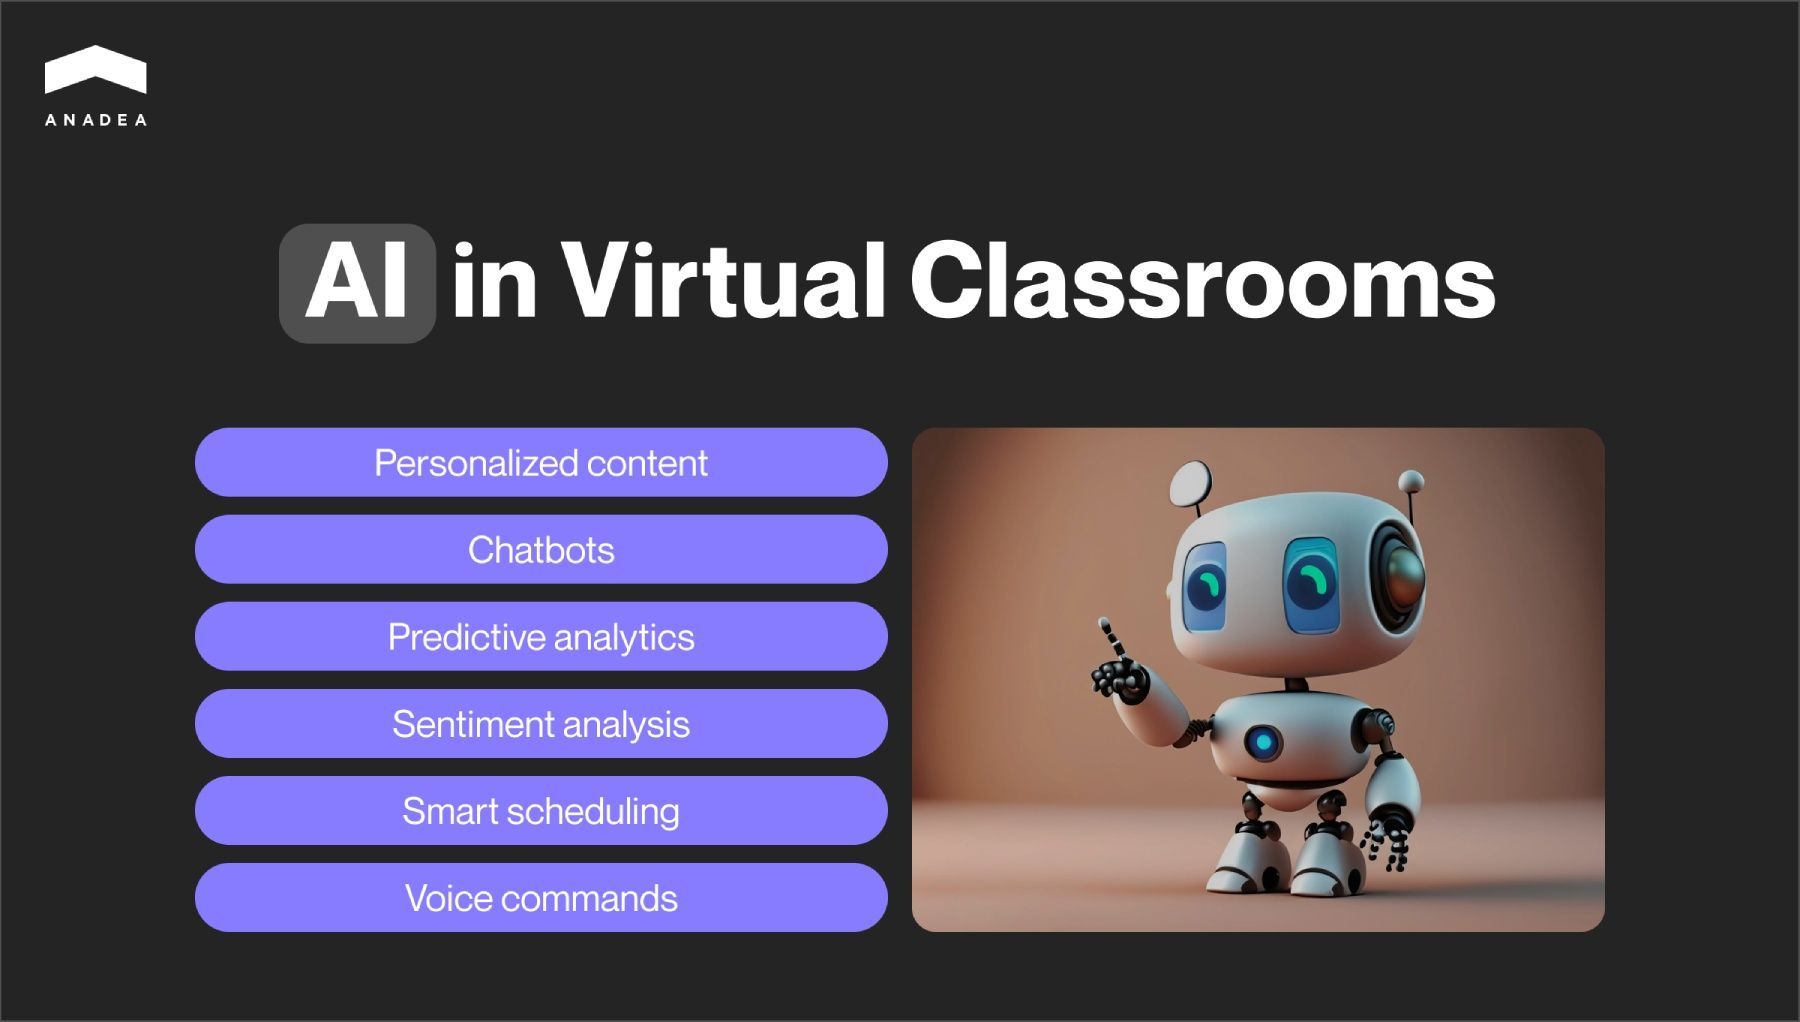 ANADEA
AI in Virtual Classrooms
Personalized content
Chatbots
Predictive analytics
Sentiment analysis
Smart scheduling
Voice commands